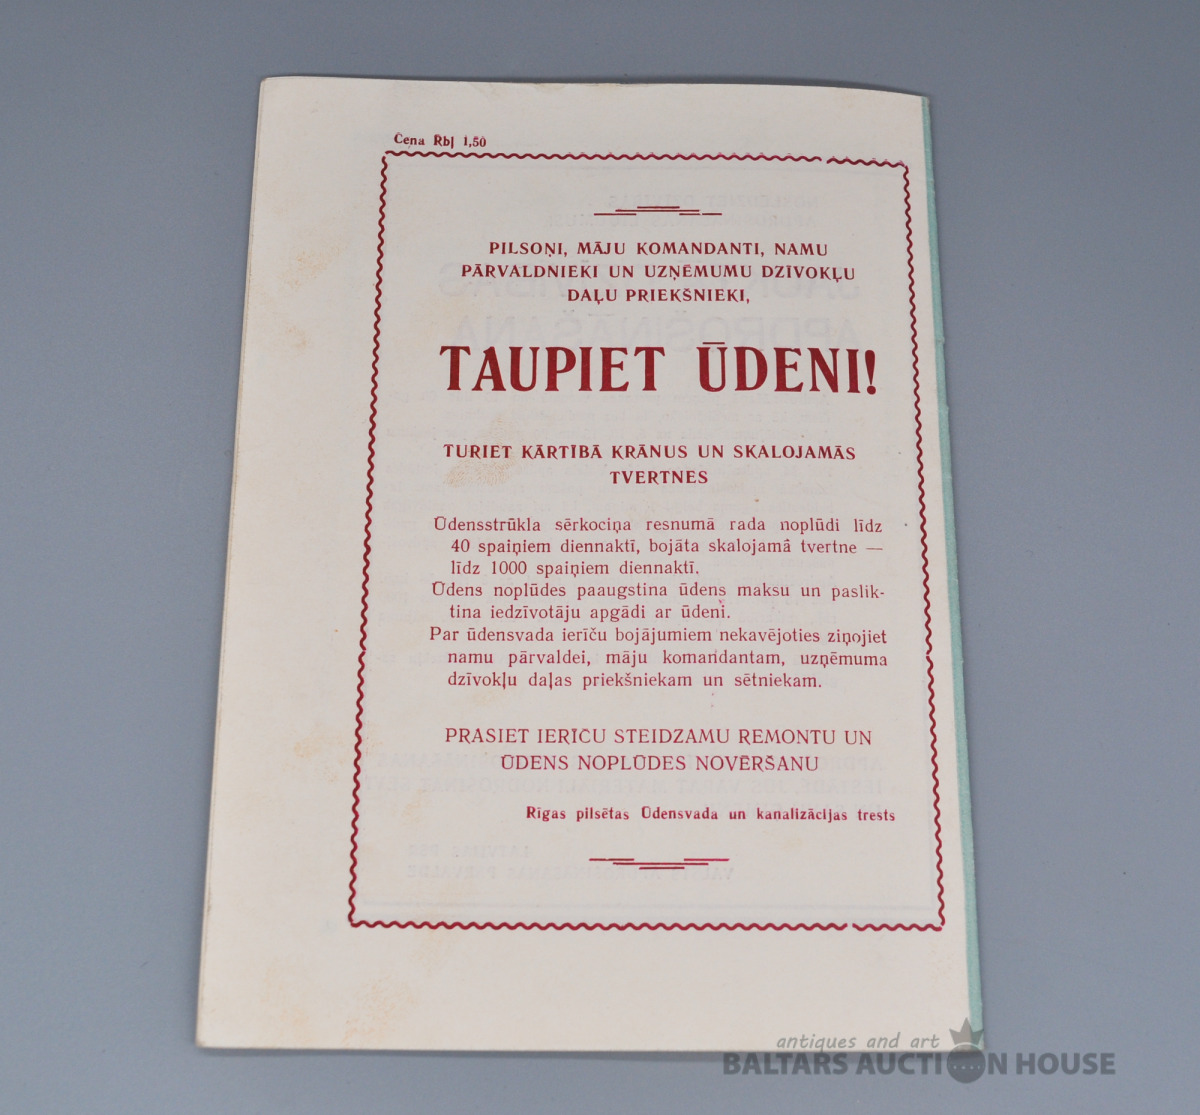 Cena Rbļ 1,50
PILSOŅI, MĀJU KOMANDANTI, NAMU
PĀRVALDNIEKI UN UZŅĒMUMU DZĪVOKĻU
DAĻU PRIEKŠNIEKI,
TAUPIET ŪDENI!
TURIET KĀRTĪBĀ KRĀNUS UN SKALOJAMĀS
TVERTNES
Ūdensstrūkla sērkociņa resnumā rada noplūdi līdz
40 spaiņiem diennaktī, bojāta skalojamā tvertne —
līdz 1000 spaiņiem diennaktī.
Ūdens noplūdes paaugstina ūdens maksu un paslik-
tina iedzīvotāju apgādi ar ūdeni.
Par ūdensvada ierīču bojājumiem nekavējoties ziņojiet
namu pārvaldei, māju komandantam, uzņēmuma
dzīvokļu daļas priekšniekam un sētniekam.
PRASIET IERĪČU STEIDZAMU REMONTU UN
ŪDENS NOPLŪDES NOVĒRŠANU
Rīgas pilsētas Ūdensvada un kanalizācijas trests
antiques and art
BALTARS AUCTION HOUSE